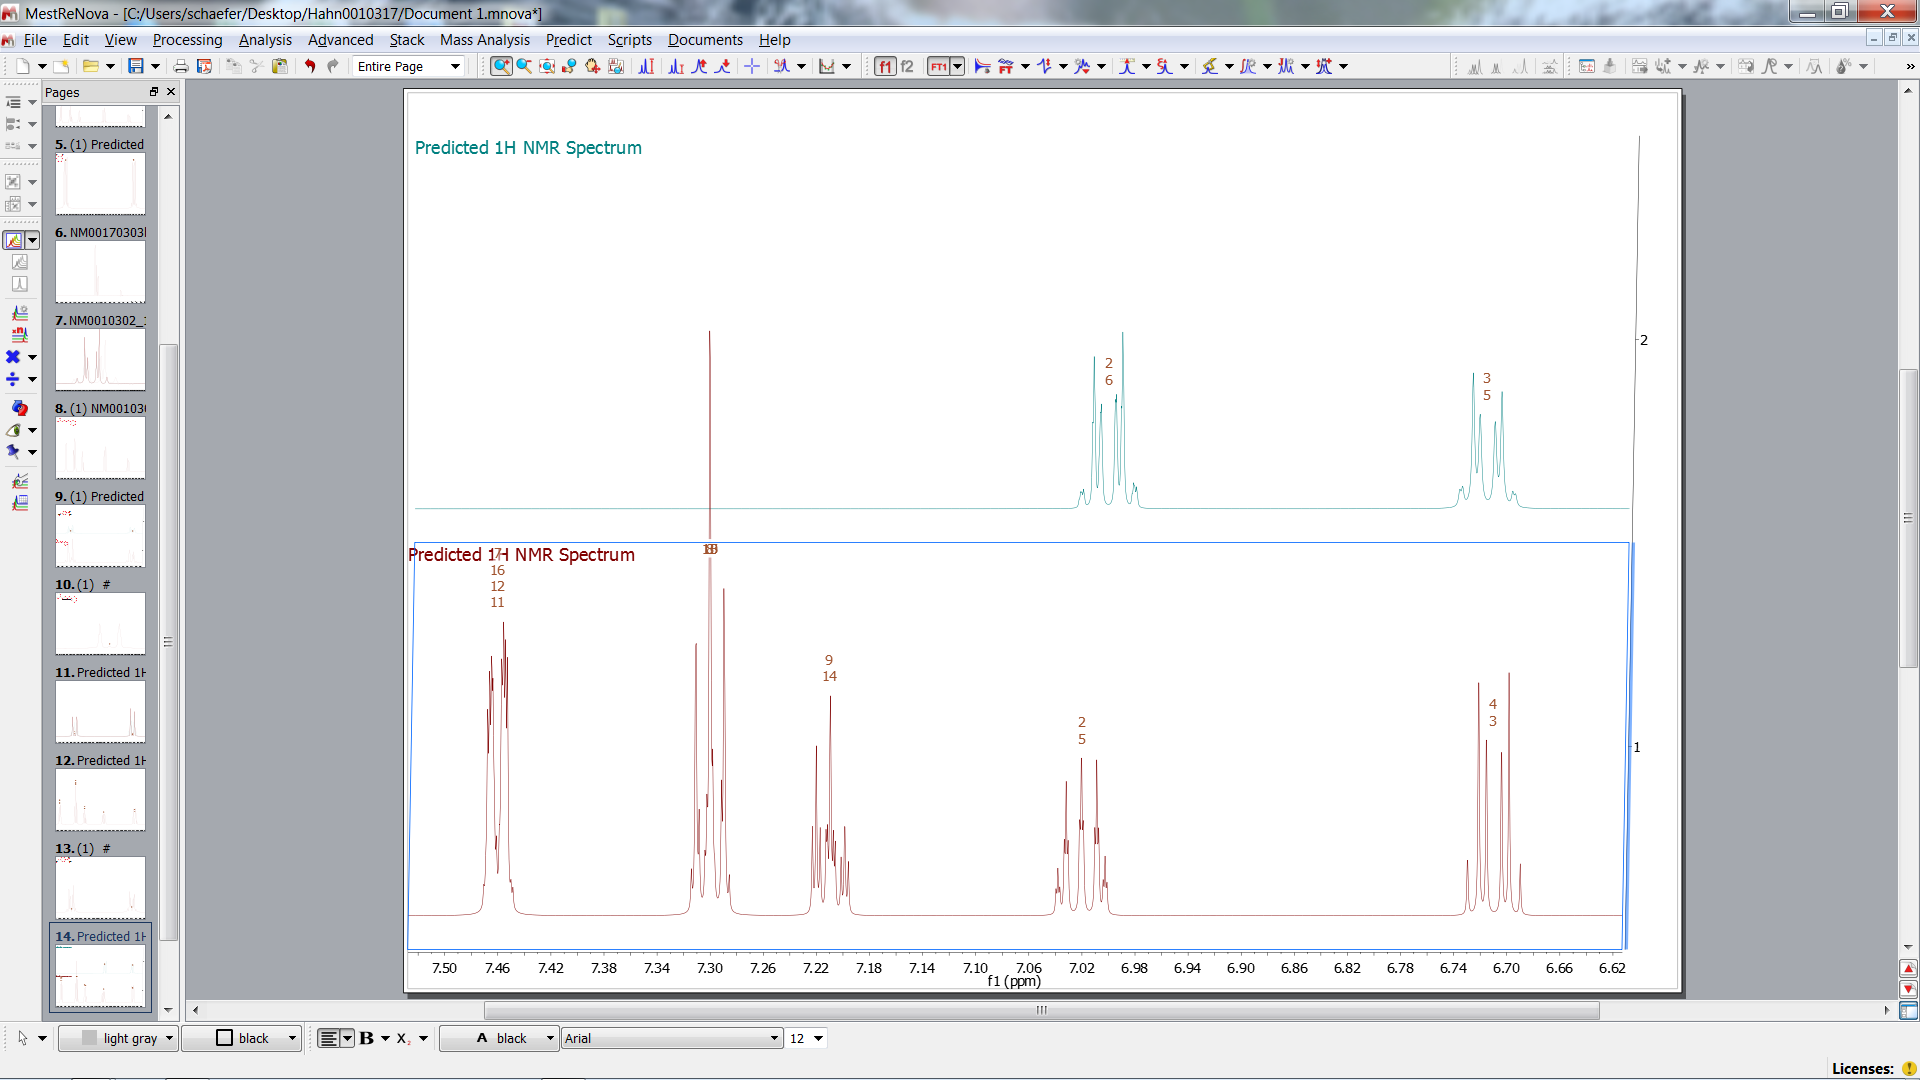 MestReNova - [C:/Users/schaefer/Desktop/Hahn0010317/Document 1.mnova*]
File Edit View Processing Analysis Advanced Stack Mass Analysis Predict Scripts Documents Help
Entire Page
f1 f2
FT1
Pages
5. (1) Predicted
6. NM00170303
7. NM0010302_
8. (1) NM00103
9. (1) Predicted
10. (1) #
11. Predicted 1H
12. Predicted 1H
13. (1) #
14. Predicted 1H
Predicted 1H NMR Spectrum
2
2
6
3
5
Predicted 1H NMR Spectrum
7
16
12
11
9
14
2
5
4
3
1
7.50 7.46 7.42 7.38 7.34 7.30 7.26 7.22 7.18 7.14 7.10 7.06 7.02 6.98 6.94 6.90 6.86 6.82 6.78 6.74 6.70 6.66 6.62
f1 (ppm)
light gray black B X2 A black Arial 12
Licenses: